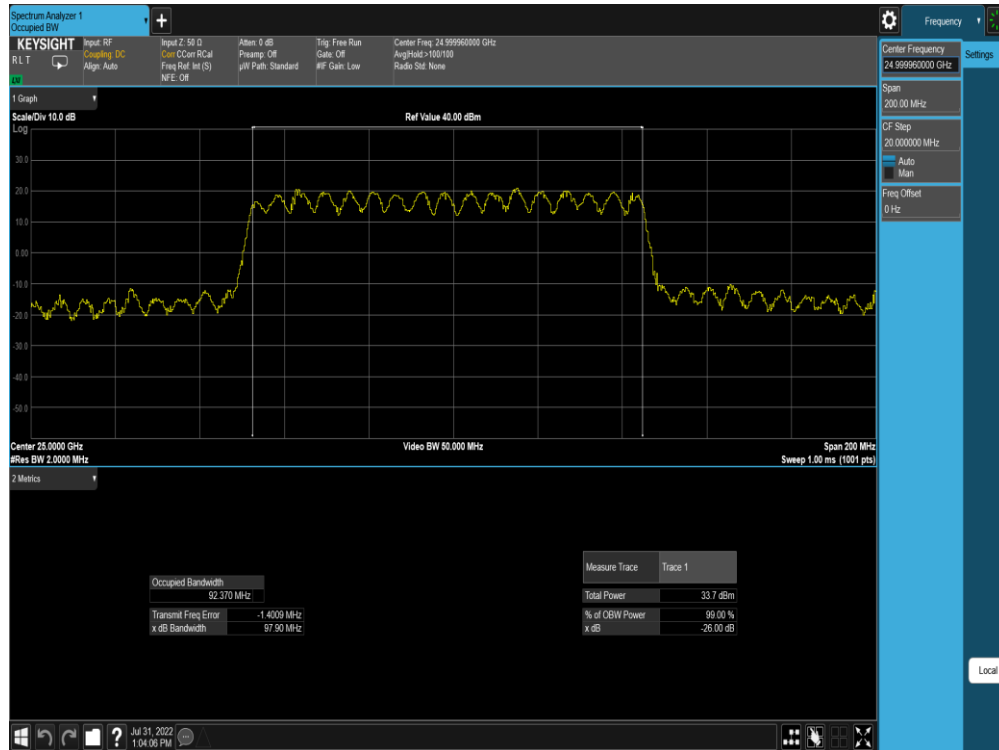 Spectrum Analyzer 1
Occupied BW
+
Frequency
KEYSIGHT
R L T
LXI
Input: RF
Coupling: DC
Align: Auto
Input Z: 50 Ω
Corr CCorr RCal
Freq Ref: Int (S)
NFE: Off
Atten: 0 dB
Preamp: Off
µW Path: Standard
Trig: Free Run
Gate: Off
#IF Gain: Low
Center Freq: 24.999960000 GHz
Avg|Hold:>100/100
Radio Std: None
Center Frequency
24.999960000 GHz
Settings
Span
200.00 MHz
CF Step
20.000000 MHz
Auto
Man
Freq Offset
0 Hz
Local
1 Graph
Scale/Div 10.0 dB
Ref Value 40.00 dBm
Log
30.0
20.0
10.0
0.00
-10.0
-20.0
-30.0
-40.0
-50.0
Center 25.0000 GHz
Video BW 50.000 MHz
Span 200 MHz
#Res BW 2.0000 MHz
Sweep 1.00 ms (1001 pts)
2 Metrics
Measure Trace Trace 1
Occupied Bandwidth
92.370 MHz
Total Power 33.7 dBm
Transmit Freq Error -1.4009 MHz
% of OBW Power 99.00 %
x dB Bandwidth 97.90 MHz
x dB -26.00 dB
?
Jul 31, 2022
1:04:06 PM